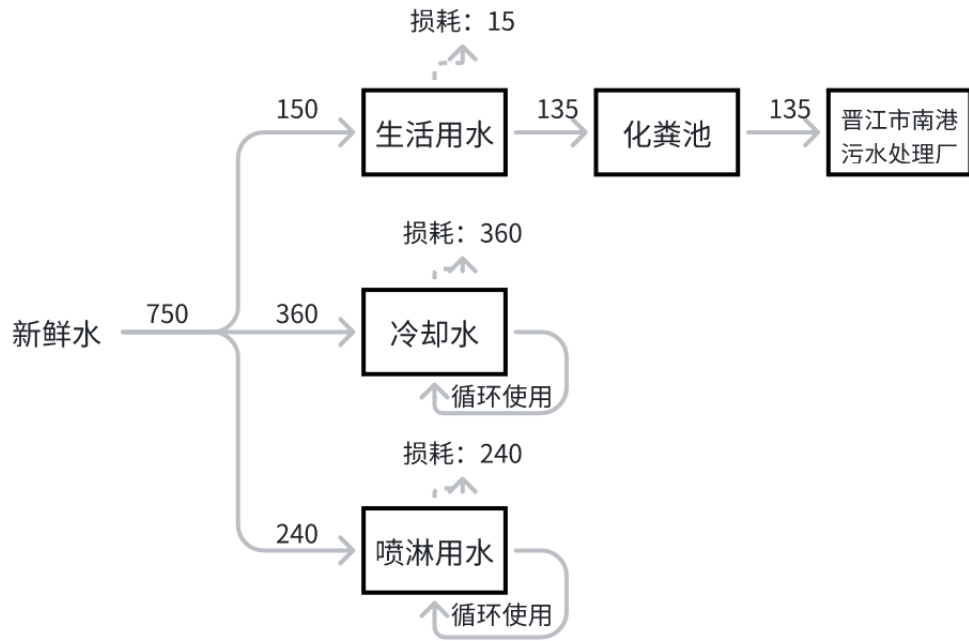 损耗：15
150
生活用水
135
化粪池
135
晋江市南港
污水处理厂
损耗：360
新鲜水
750
360
冷却水
循环使用
损耗：240
240
喷淋用水
循环使用